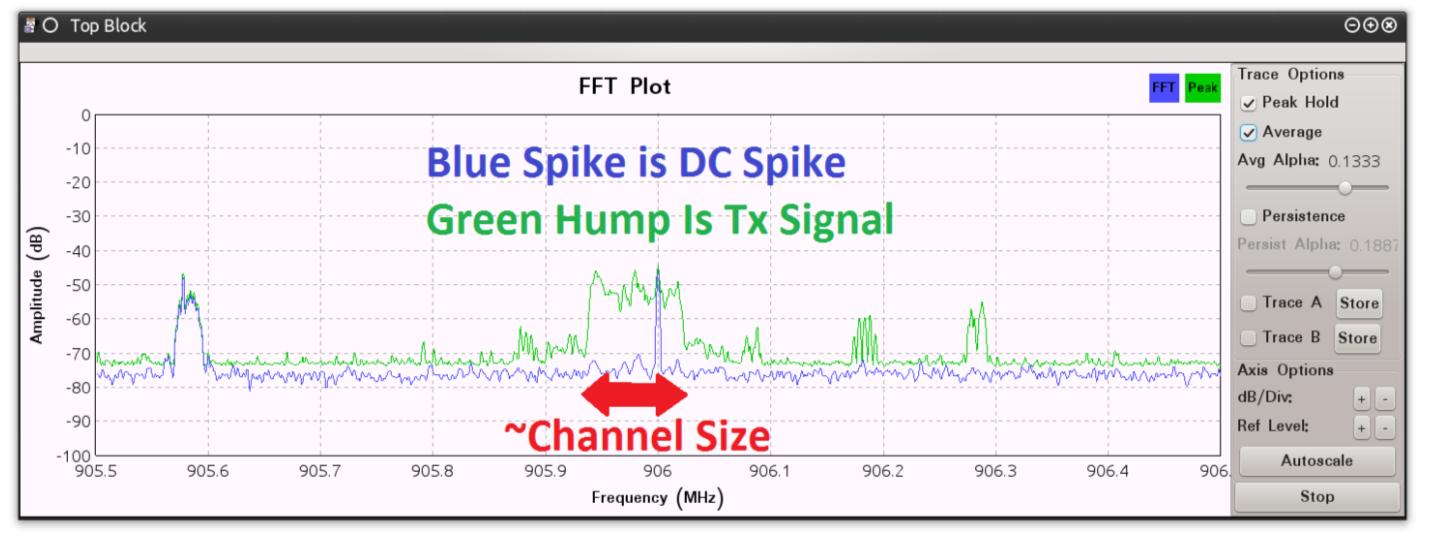 Top Block
FFT Plot
FFT Peak
Blue Spike is DC Spike
Green Hump Is Tx Signal
~Channel Size
Amplitude (dB)
0
-10
-20
-30
-40
-50
-60
-70
-80
-90
-100
905.5 905.6 905.7 905.8 905.9 906 906.1 906.2 906.3 906.4 906.
Frequency (MHz)
Trace Options
Peak Hold
Average
Avg Alpha: 0.1333
Persistence
Persist Alpha: 0.1887
Trace A Store
Trace B Store
Axis Options
dB/Div: + -
Ref Level: + -
Autoscale
Stop